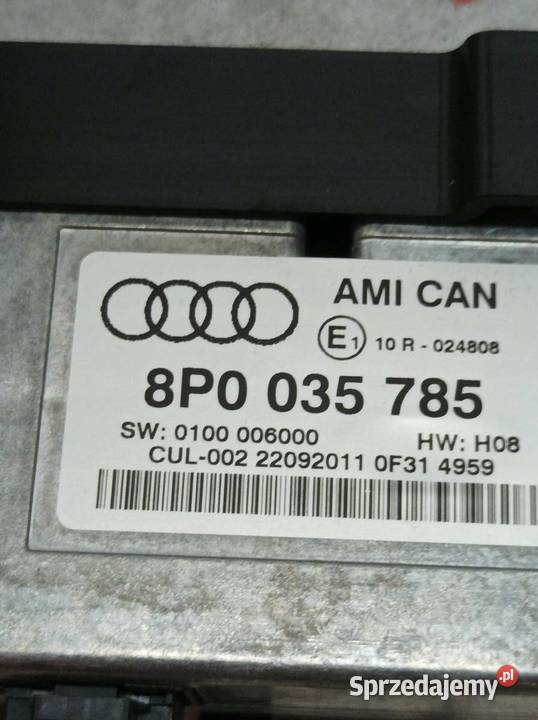 AMI CAN
E1 10 R - 024808
8P0 035 785
SW: 0100 006000 HW: H08
CUL-002 22092011 0F31 4959
Sprzedajemy.pl